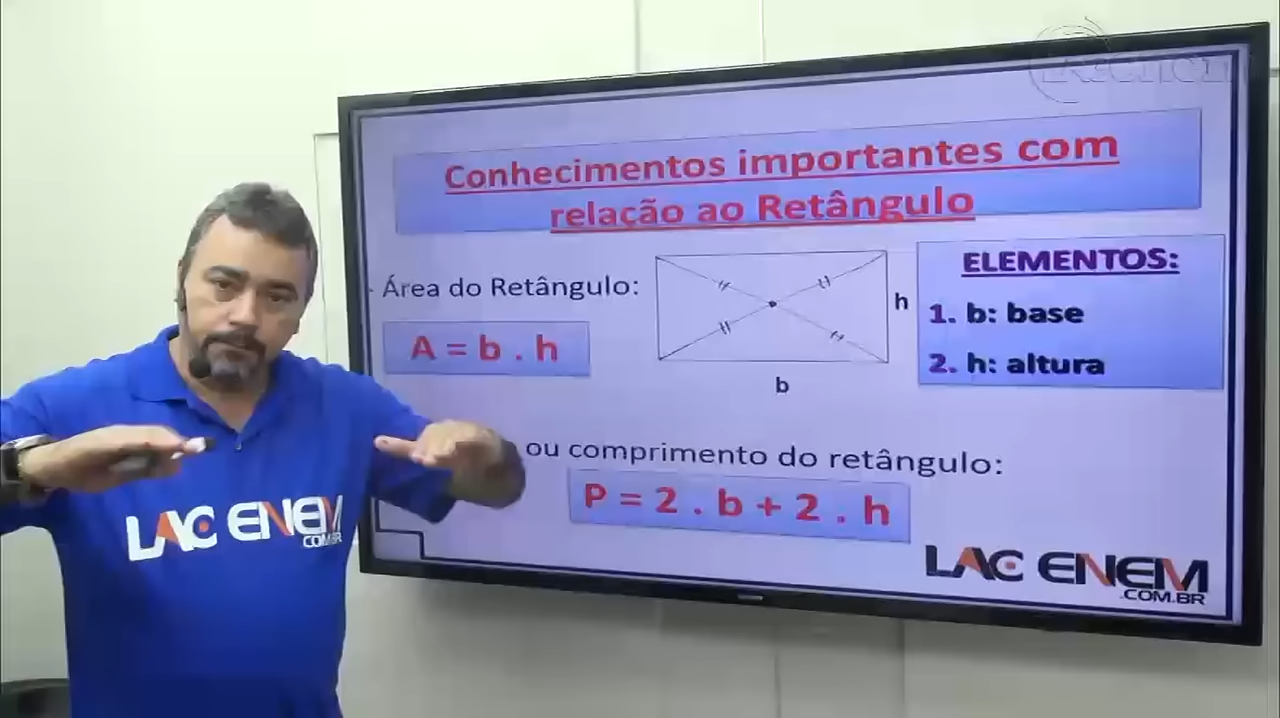 Conhecimentos importantes com
relação ao Retângulo
Área do Retângulo:
A = b . h
h
b
ELEMENTOS:
1. b: base
2. h: altura
ou comprimento do retângulo:
P = 2 . b + 2 . h
LAC ENEM
.COM.BR
LAC ENEM
.COM.BR